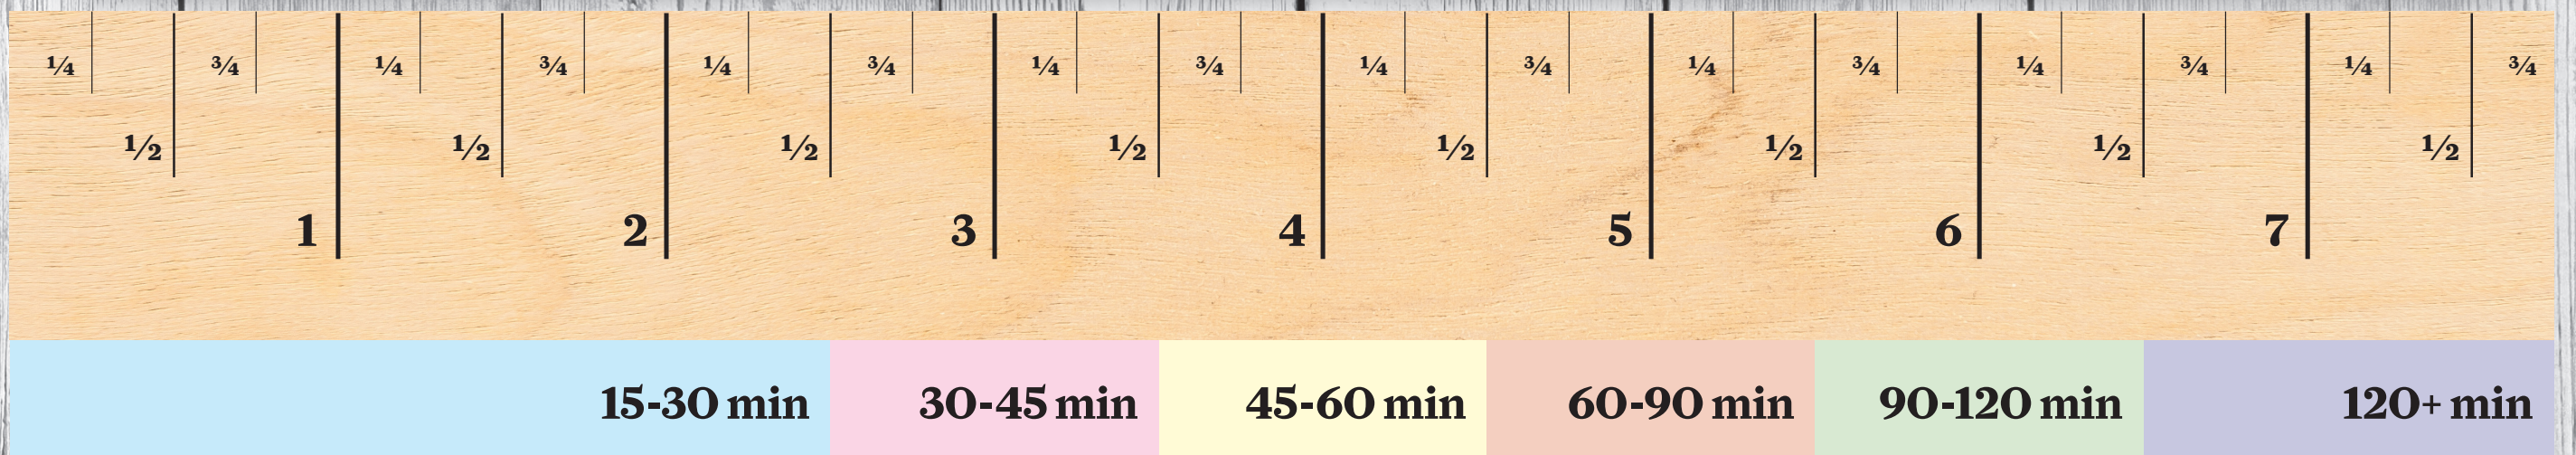 ¼ ¾ ¼ ¾ ¼ ¾ ¼ ¾ ¼ ¾ ¼ ¾ ¼ ¾ ¼ ¾
½ ½ ½ ½ ½ ½ ½ ½
1 2 3 4 5 6 7
15-30 min 30-45 min 45-60 min 60-90 min 90-120 min 120+ min